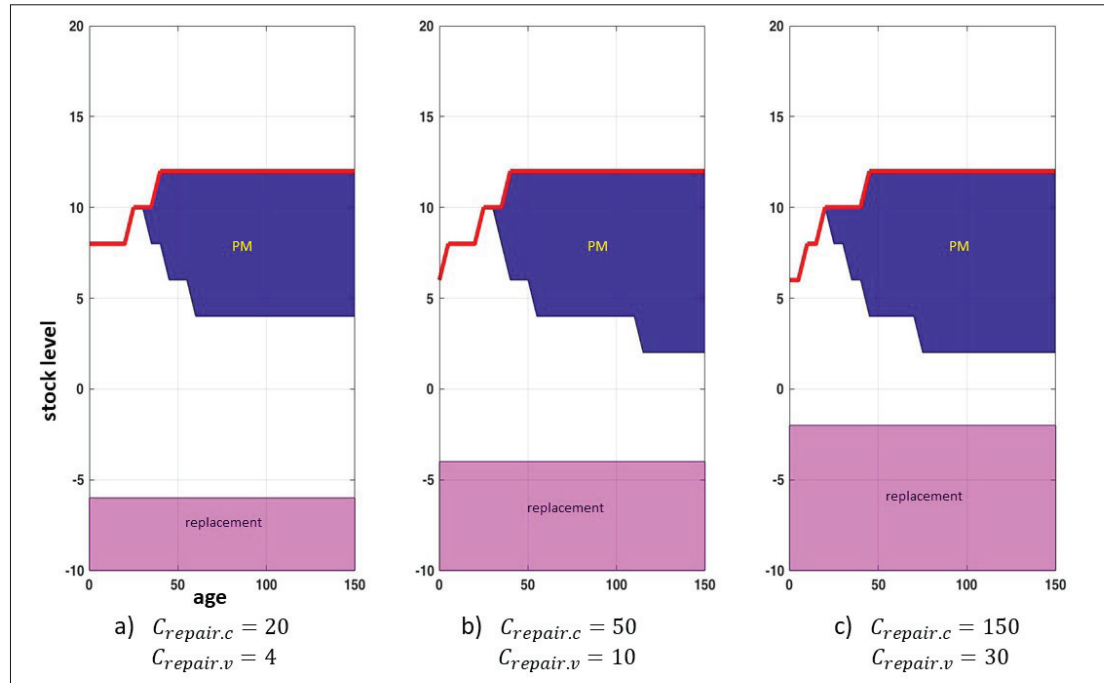 20
15
10
5
0
-5
-10
0
50
100
150
PM
replacement
stock level
age
a) C_repair.c = 20
C_repair.v = 4
20
15
10
5
0
-5
-10
0
50
100
150
PM
replacement
b) C_repair.c = 50
C_repair.v = 10
20
15
10
5
0
-5
-10
0
50
100
150
PM
replacement
c) C_repair.c = 150
C_repair.v = 30